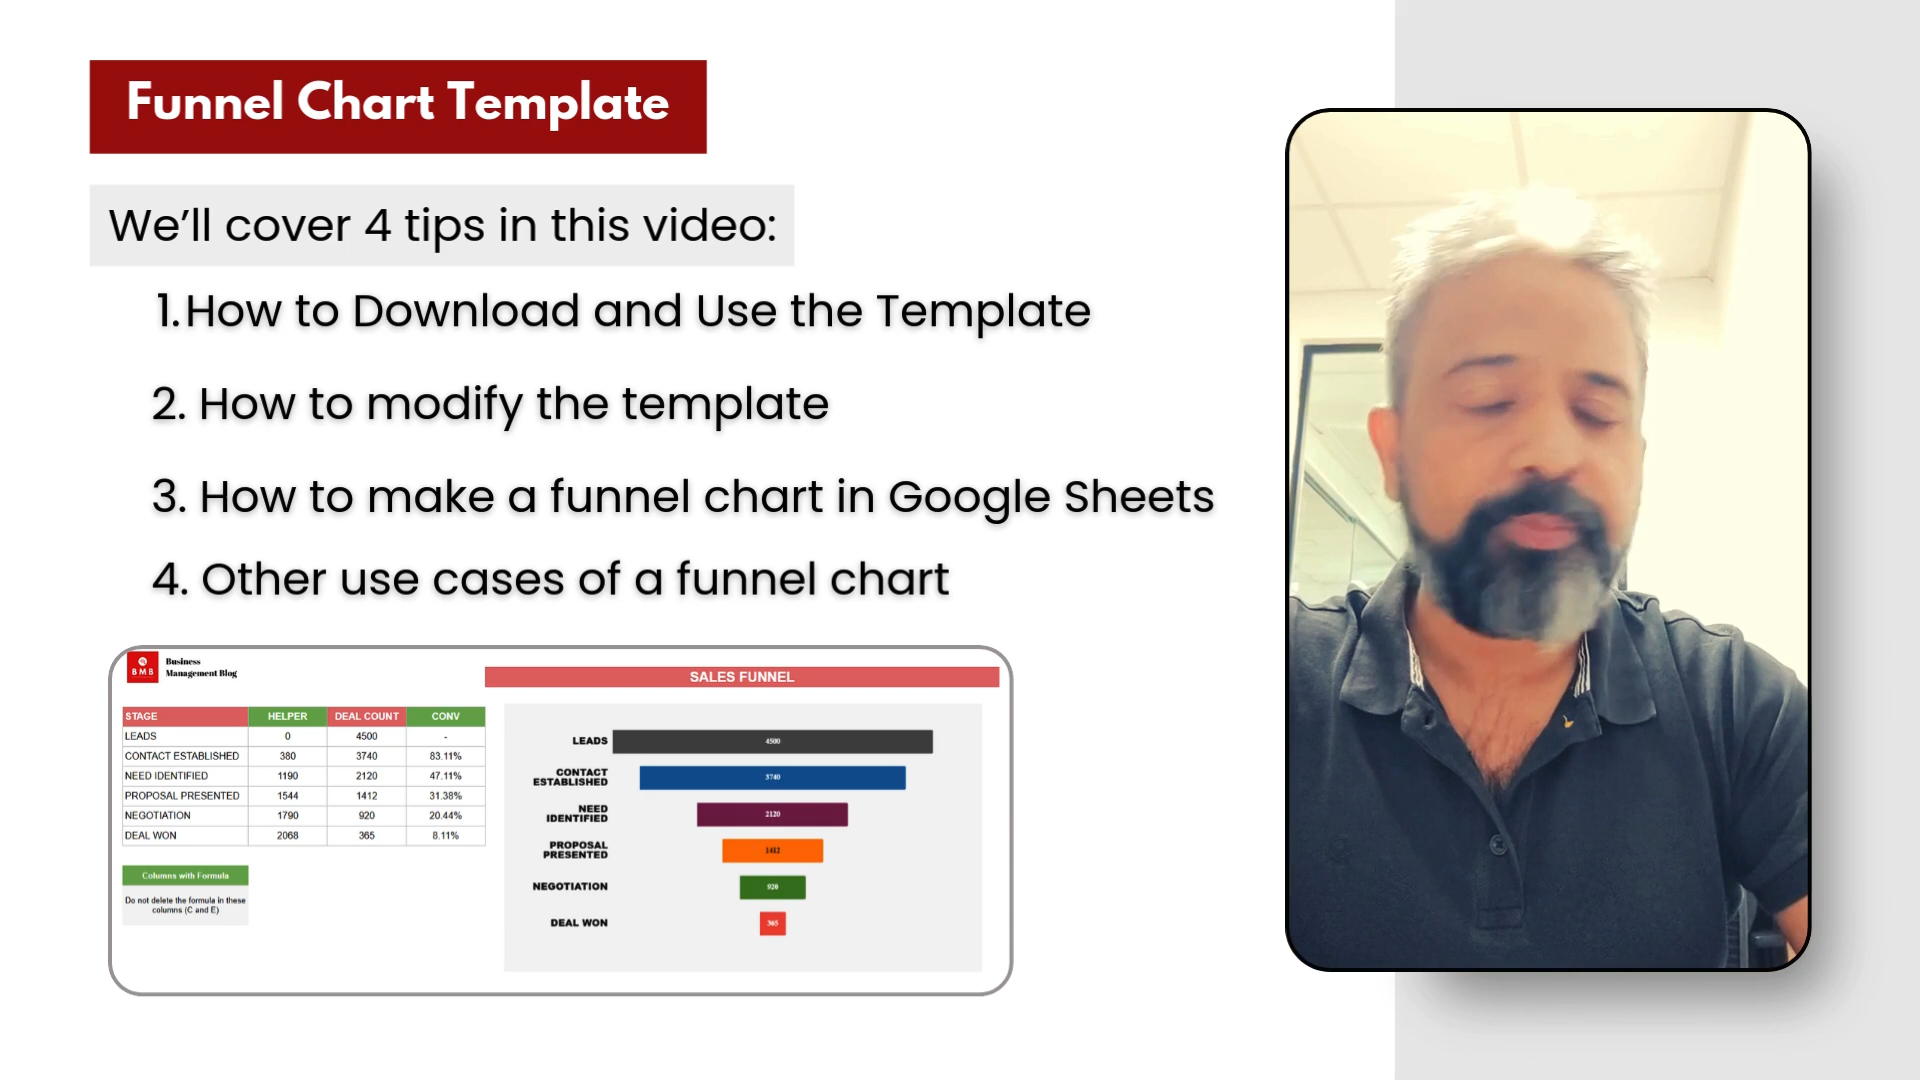 Funnel Chart Template
We’ll cover 4 tips in this video:
1. How to Download and Use the Template
2. How to modify the template
3. How to make a funnel chart in Google Sheets
4. Other use cases of a funnel chart
BMB
Business
Management Blog
STAGE HELPER DEAL COUNT CONV
LEADS 0 4500 -
CONTACT ESTABLISHED 380 3740 83.11%
NEED IDENTIFIED 1190 2120 47.11%
PROPOSAL PRESENTED 1544 1412 31.38%
NEGOTIATION 1790 920 20.44%
DEAL WON 2068 365 8.11%
Columns with Formula
Do not delete the formula in these
columns (C and E)
SALES FUNNEL
LEADS 4500
CONTACT
ESTABLISHED 3740
NEED
IDENTIFIED 2120
PROPOSAL
PRESENTED 1412
NEGOTIATION 920
DEAL WON 365